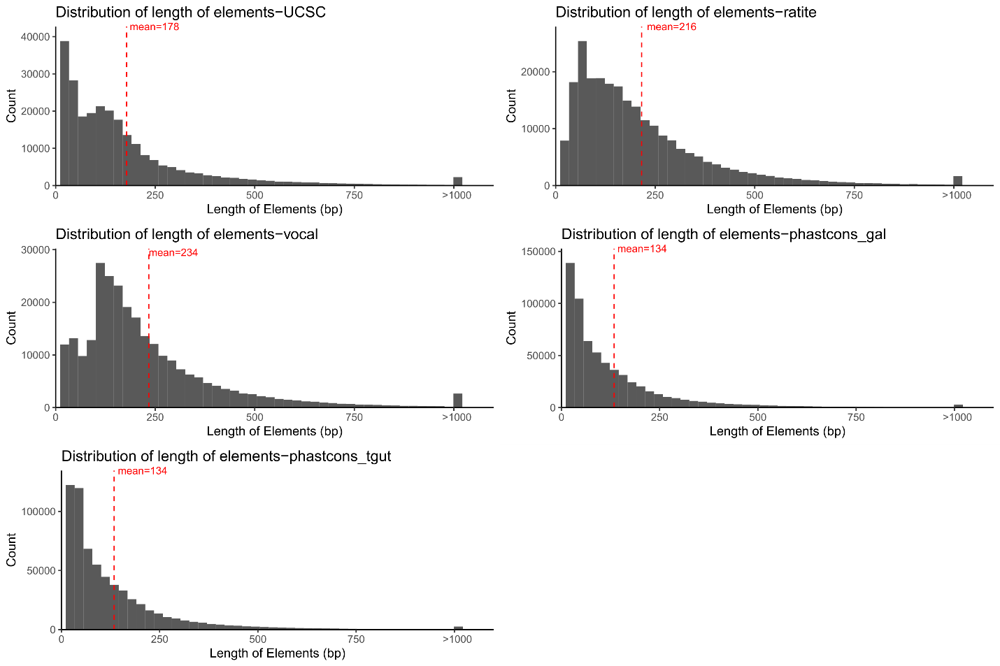 Distribution of length of elements−UCSC
mean=178
40000
30000
20000
10000
0
Count
0 250 500 750 >1000
Length of Elements (bp)
Distribution of length of elements−ratite
mean=216
20000
10000
0
Count
0 250 500 750 >1000
Length of Elements (bp)
Distribution of length of elements−vocal
mean=234
30000
20000
10000
0
Count
0 250 500 750 >1000
Length of Elements (bp)
Distribution of length of elements−phastcons_gal
mean=134
150000
100000
50000
0
Count
0 250 500 750 >1000
Length of Elements (bp)
Distribution of length of elements−phastcons_tgut
mean=134
100000
50000
0
Count
0 250 500 750 >1000
Length of Elements (bp)